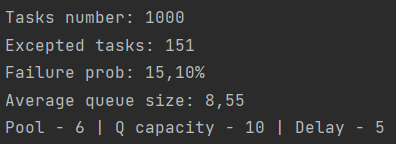 Tasks number: 1000
Excepted tasks: 151
Failure prob: 15,10%
Average queue size: 8,55
Pool - 6 | Q capacity - 10 | Delay - 5